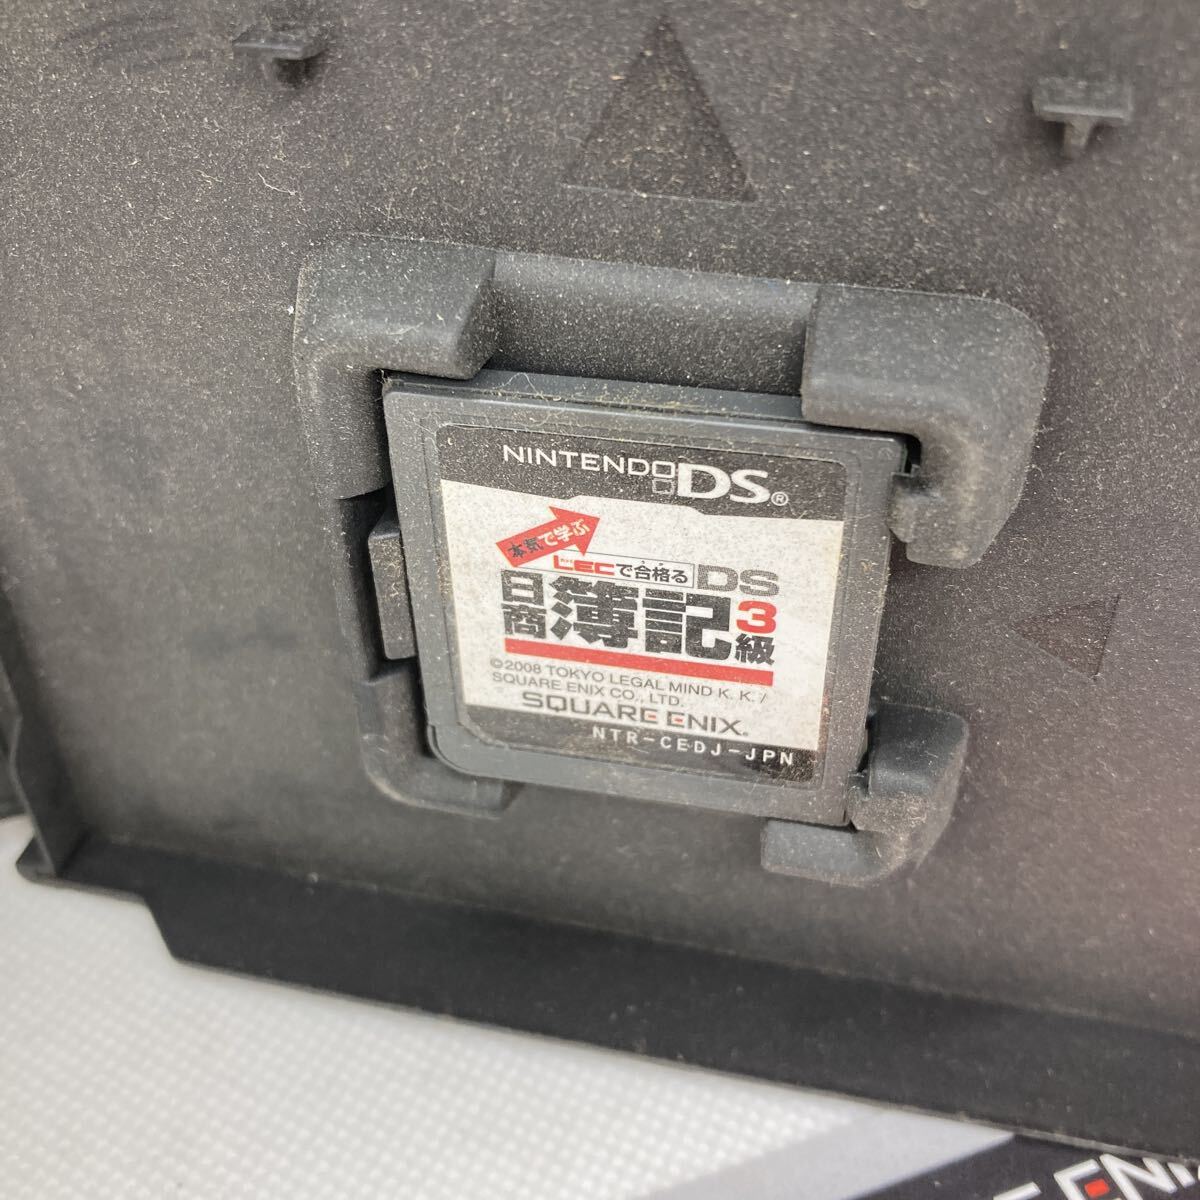 NINTENDO DS®
本気で学ぶ
LECで合格る DS
日商 簿記 3級
©2008 TOKYO LEGAL MIND K. K. /
SQUARE ENIX CO., LTD.
SQUARE ENIX®
NTR-CEDJ-JPN
ENI